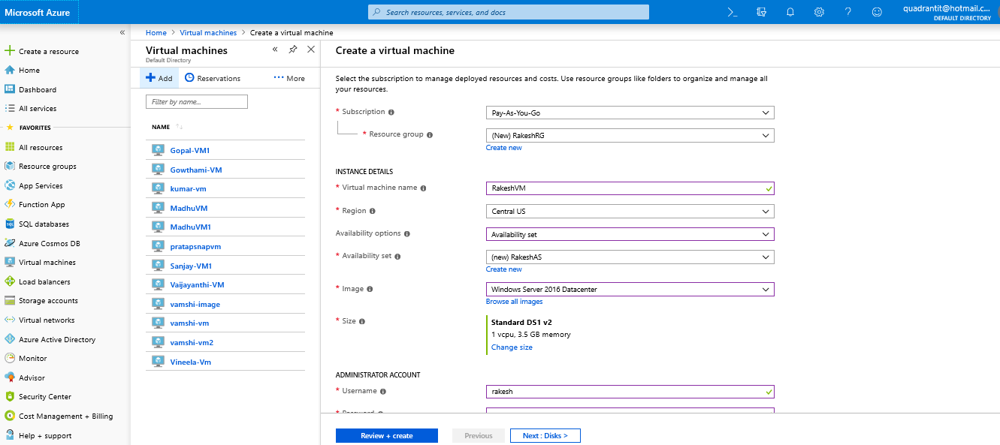 Microsoft Azure
Search resources, services, and docs
quadrantit@hotmail.c...
DEFAULT DIRECTORY
Create a resource
Home
Dashboard
All services
FAVORITES
All resources
Resource groups
App Services
Function App
SQL databases
Azure Cosmos DB
Virtual machines
Load balancers
Storage accounts
Virtual networks
Azure Active Directory
Monitor
Advisor
Security Center
Cost Management + Billing
Help + support
Home > Virtual machines > Create a virtual machine
Virtual machines
Default Directory
Add Reservations ••• More
Filter by name...
NAME
Gopal-VM1
Gowthami-VM
kumar-vm
MadhuVM
MadhuVM1
pratapsnapvm
Sanjay-VM1
Vaijayanthi-VM
vamshi-image
vamshi-vm
vamshi-vm2
Vineela-Vm
Create a virtual machine
Select the subscription to manage deployed resources and costs. Use resource groups like folders to organize and manage all
your resources.
* Subscription Pay-As-You-Go
* Resource group (New) RakeshRG
Create new
INSTANCE DETAILS
* Virtual machine name RakeshVM
* Region Central US
Availability options Availability set
* Availability set (new) RakeshAS
Create new
* Image Windows Server 2016 Datacenter
Browse all images
* Size Standard DS1 v2
1 vcpu, 3.5 GB memory
Change size
ADMINISTRATOR ACCOUNT
* Username rakesh
* Password
Review + create Previous Next : Disks >